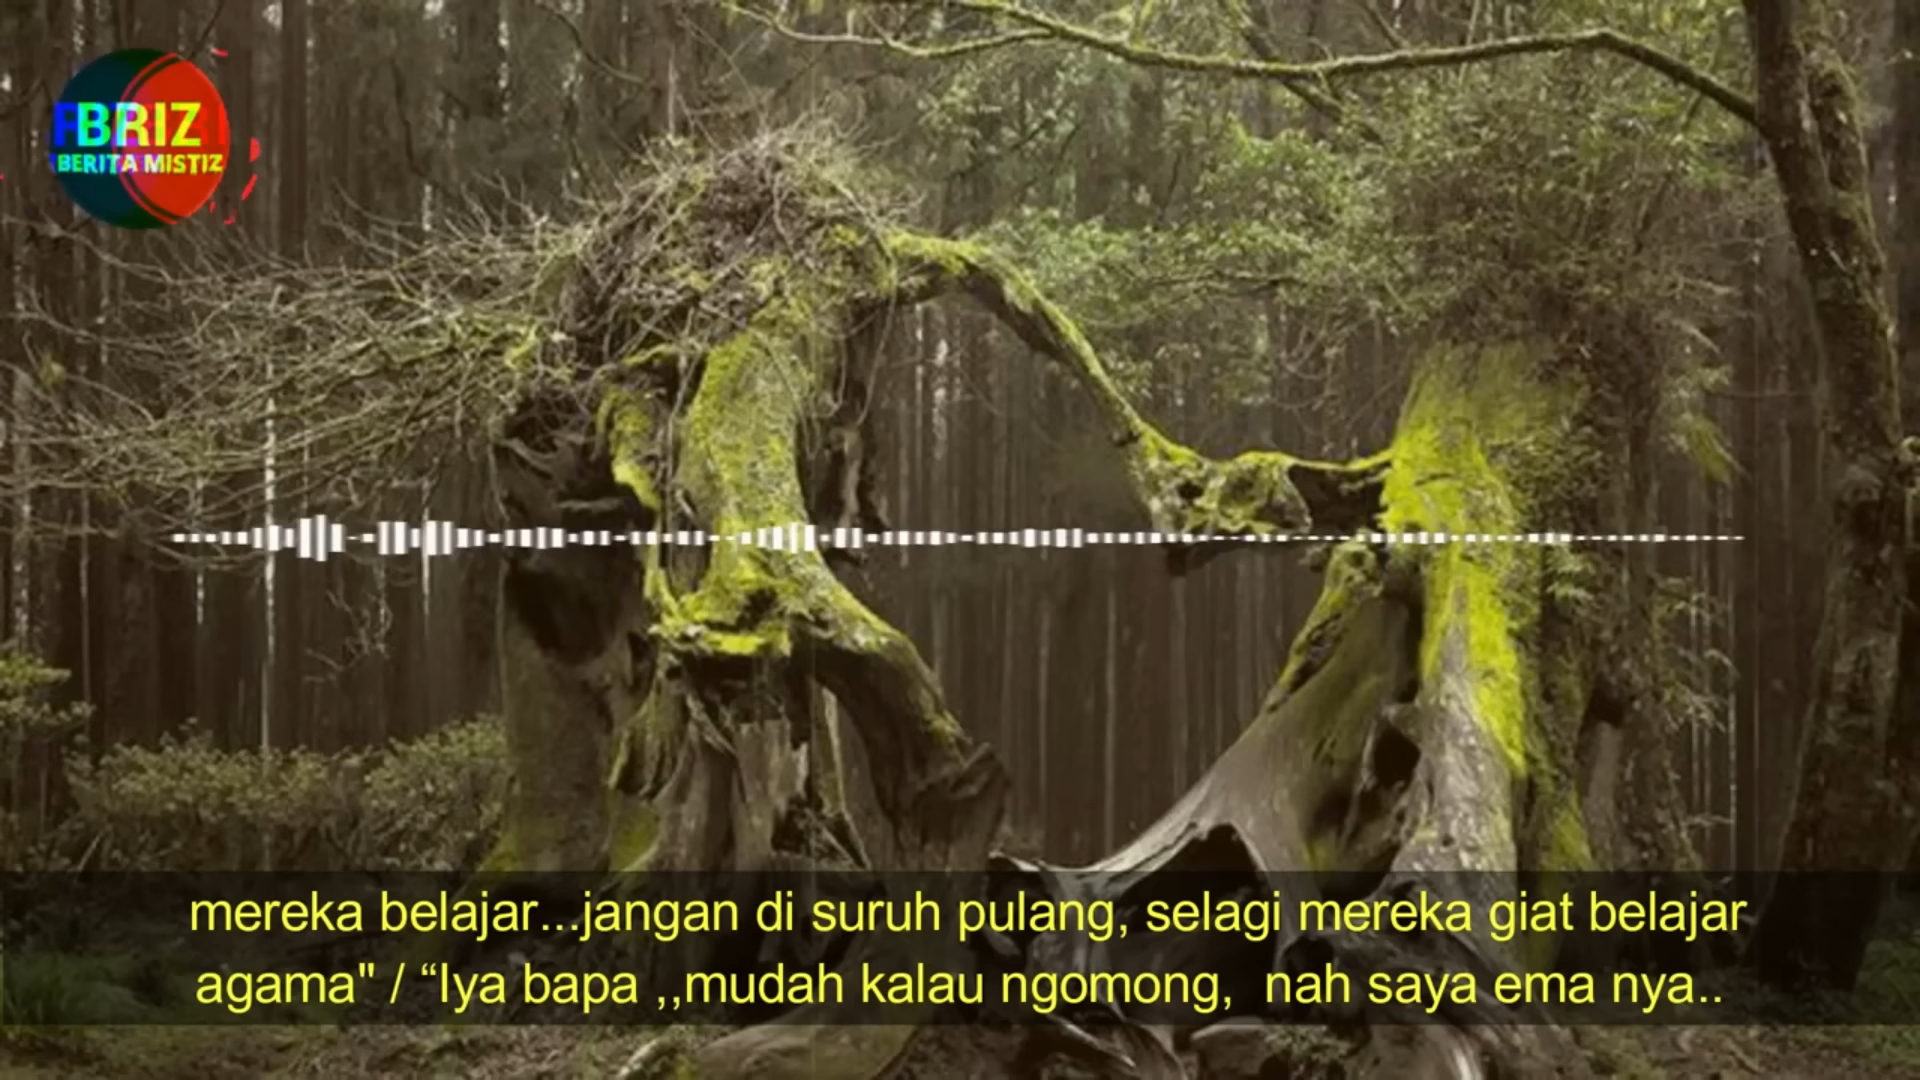 BRIZ
BERITA MISTIZ
mereka belajar...jangan di suruh pulang, selagi mereka giat belajar
agama" / “Iya bapa ,,mudah kalau ngomong,  nah saya ema nya..